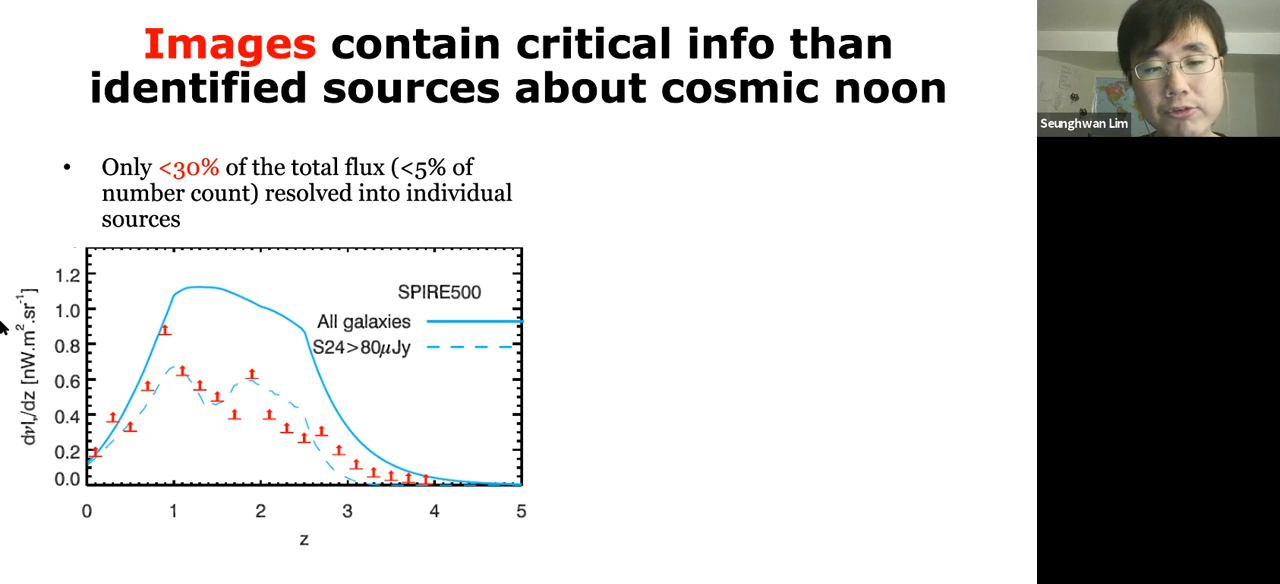 Images contain critical info than
identified sources about cosmic noon
Seunghwan Lim
• Only <30% of the total flux (<5% of
number count) resolved into individual
sources
SPIRE500
All galaxies
S24>80μJy
dνIᵥ/dz [nW.m².sr⁻¹]
1.2
1.0
0.8
0.6
0.4
0.2
0.0
0 1 2 3 4 5
z